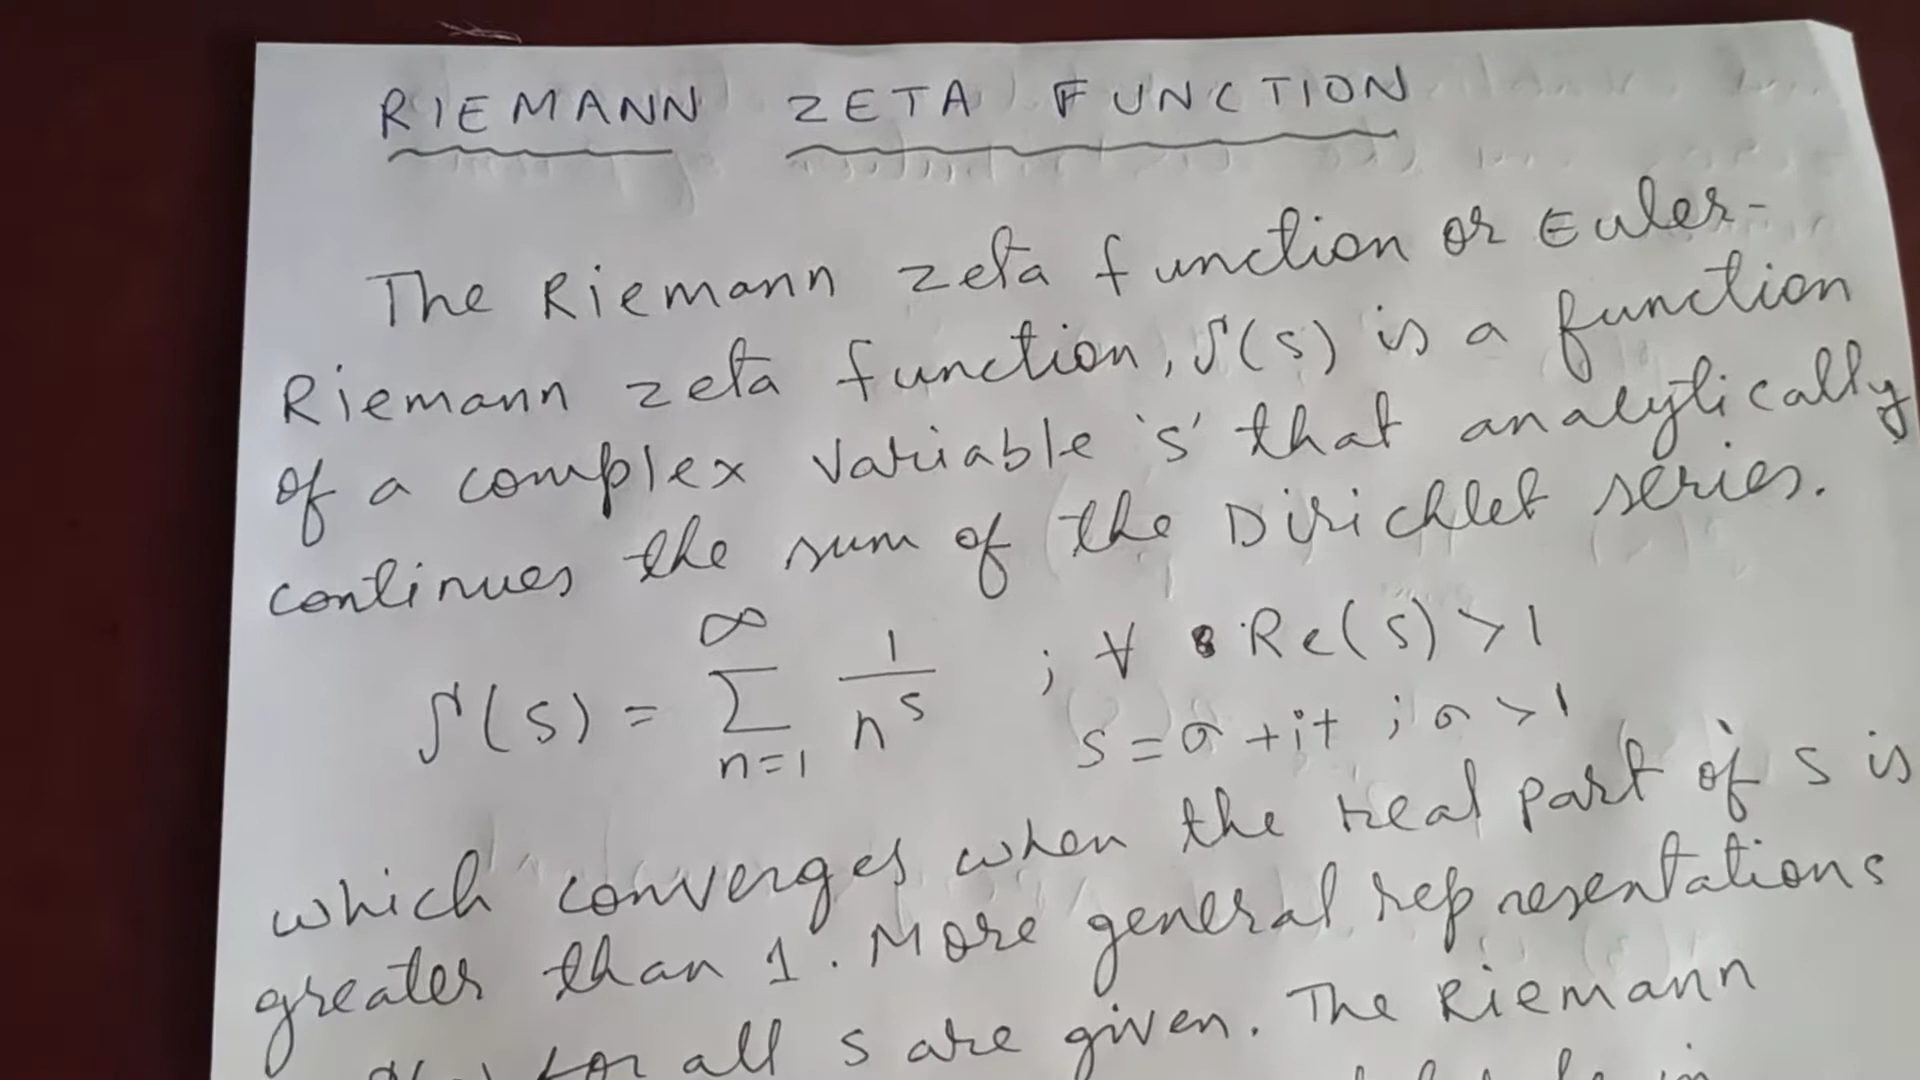 RIEMANN ZETA FUNCTION
The Riemann zeta function or Euler-
Riemann zeta function, ζ(s) is a function
of a complex variable 's' that analytically
continues the sum of the Dirichlet series.
ζ(s) = ∑_{n=1}^{∞} 1/n^s ; ∀ Re(s) > 1
s = σ + it ; σ > 1
which converges when the real part of s is
greater than 1. More general representations
for all s are given. The Riemann